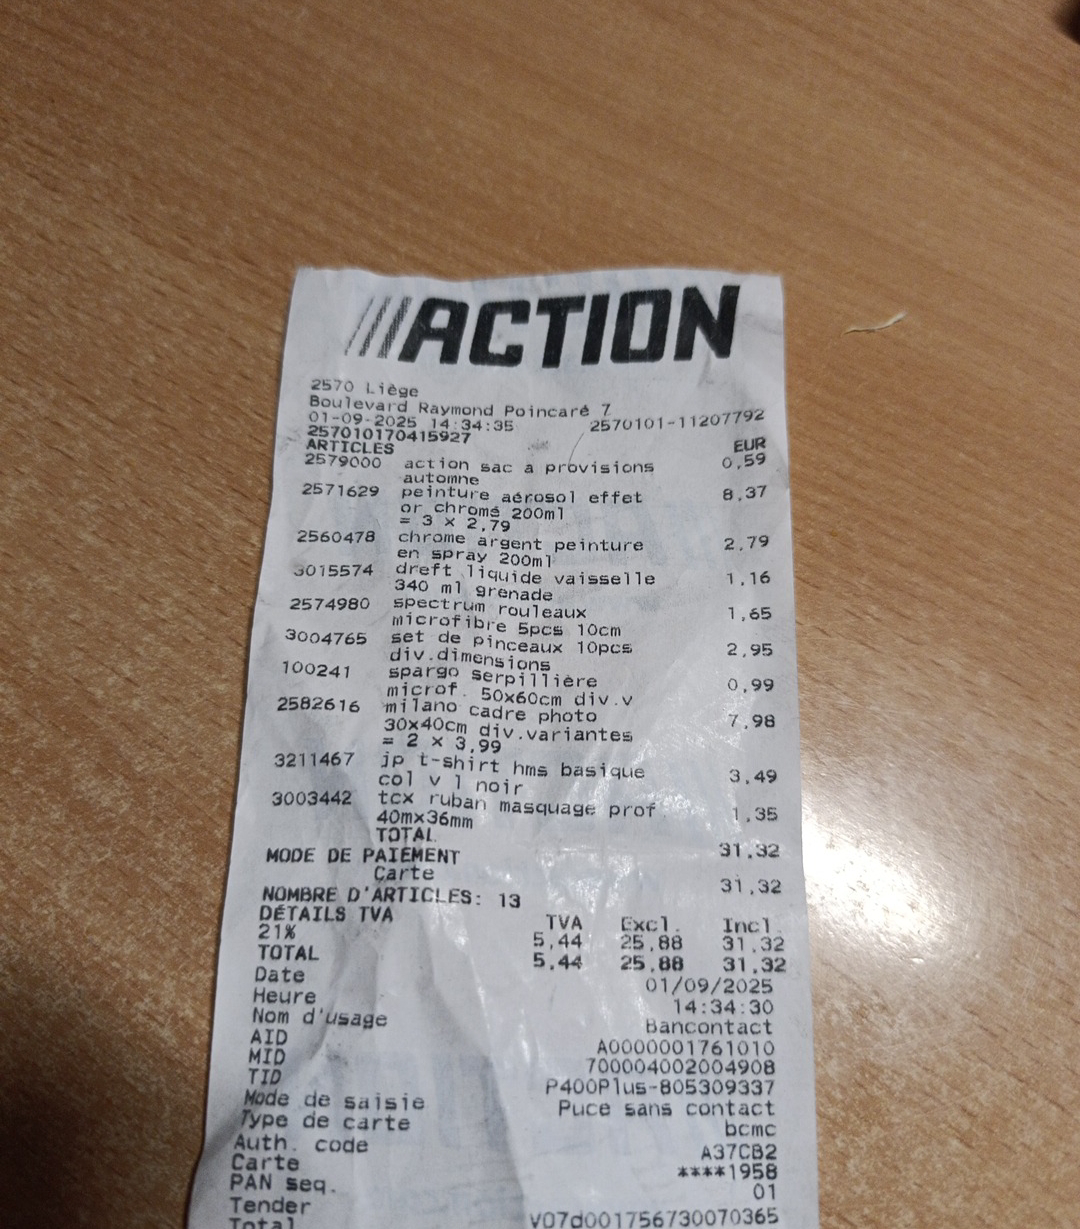 ///ACTION
2570 Liège
Boulevard Raymond Poincaré 7
01-09-2025 14:34:35 2570101-11207792
257010170415927
ARTICLES EUR
2579000 action sac a provisions 0,59
automne
2571629 peinture aérosol effet 8,37
or chromé 200ml
= 3 x 2,79
2560478 chrome argent peinture 2,79
en spray 200ml
3015574 dreft liquide vaisselle 1,16
340 ml grenade
2574980 spectrum rouleaux 1,65
microfibre 5pcs 10cm
3004765 set de pinceaux 10pcs 2,95
div.dimensions
100241 spargo serpillière 0,99
microf. 50x60cm div.v
2582616 milano cadre photo 7,98
30x40cm div.variantes
= 2 x 3,99
3211467 jp t-shirt hms basique 3,49
col v l noir
3003442 tcx ruban masquage prof. 1,35
40mx36mm
TOTAL 31,32
MODE DE PAIEMENT
Carte 31,32
NOMBRE D'ARTICLES: 13
DÉTAILS TVA TVA Excl. Incl.
21% 5,44 25,88 31,32
TOTAL 5,44 25,88 31,32
Date 01/09/2025
Heure 14:34:30
Nom d'usage Bancontact
AID A0000001761010
MID 700004002004908
TID P400Plus-805309337
Mode de saisie Puce sans contact
Type de carte bcmc
Auth. code A37CB2
Carte ****1958
PAN seq. 01
Tender V07d001756730070365
Total